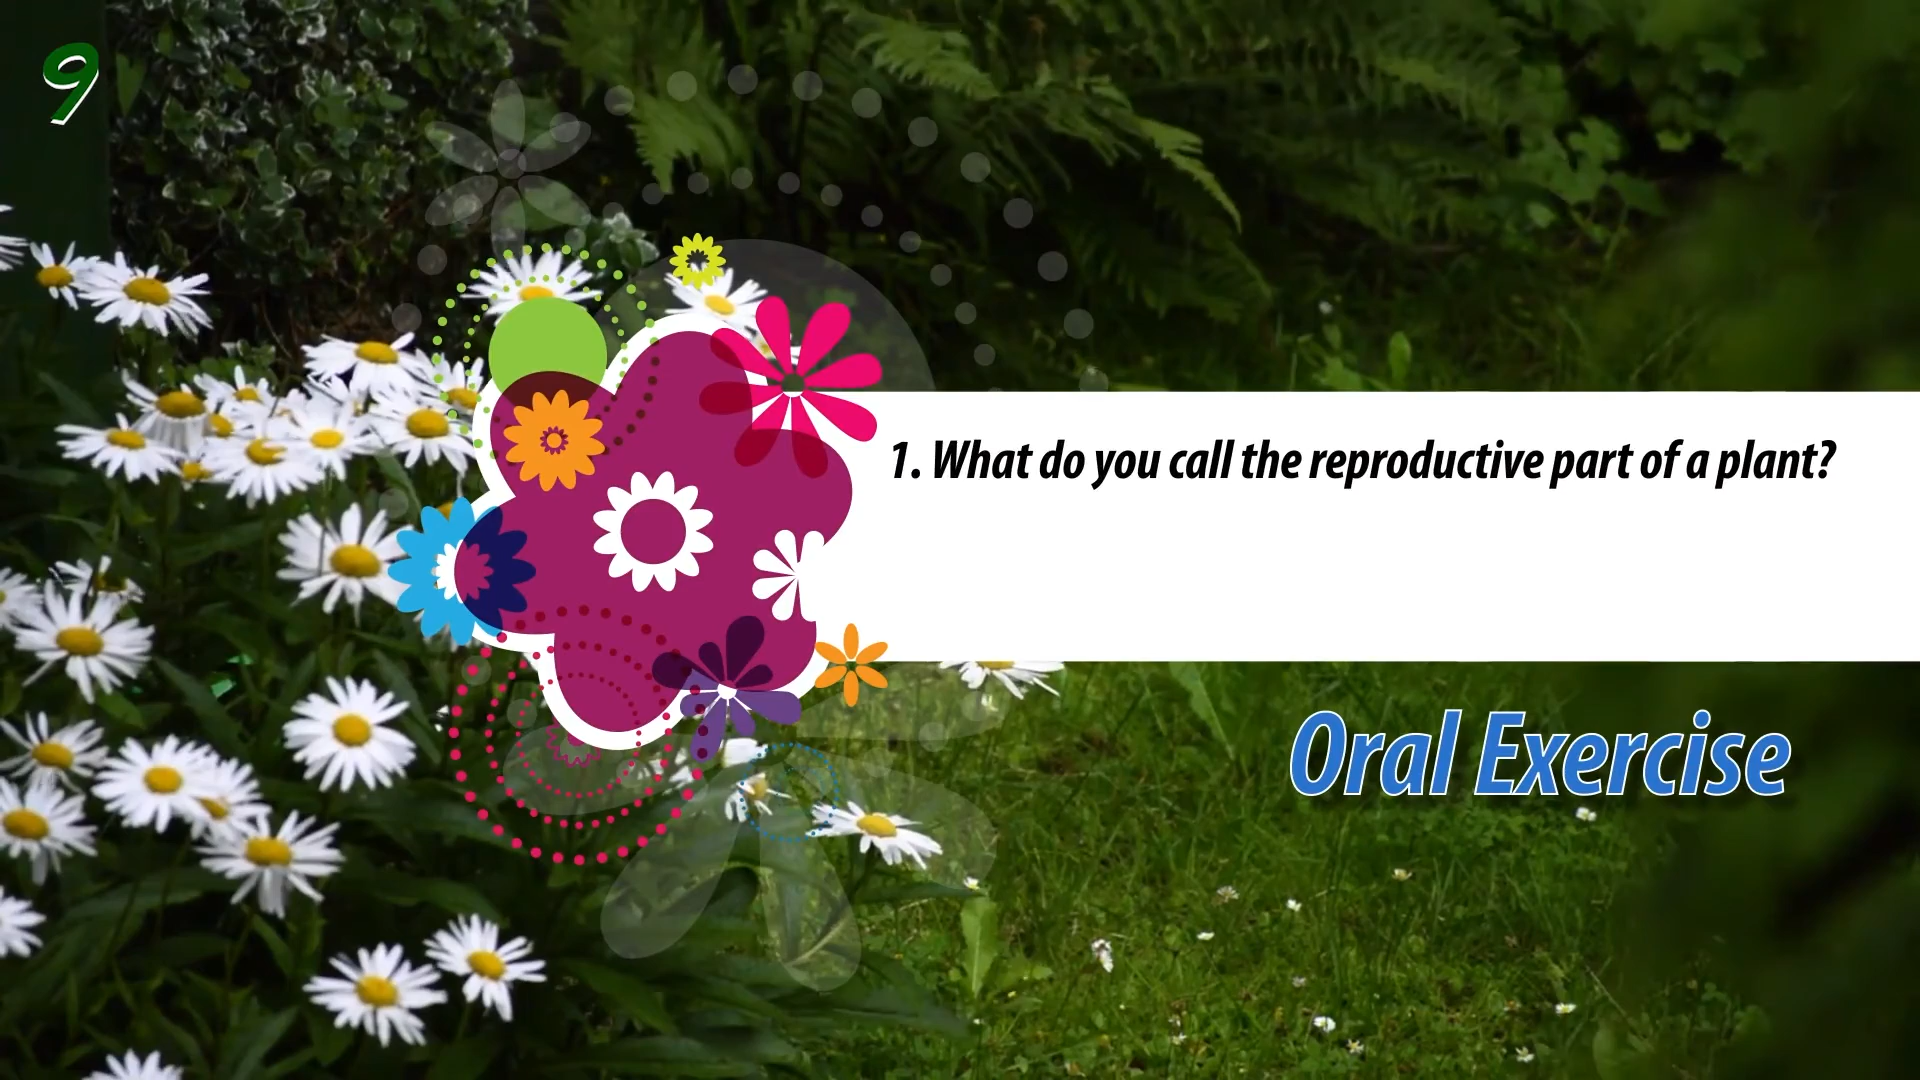 9
1. What do you call the reproductive part of a plant?
Oral Exercise